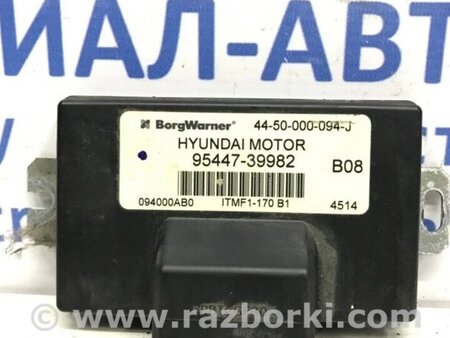 ИАЛ-АВТО
BorgWarner 44-50-000-094-J
HYUNDAI MOTOR
95447-39982
B08
094000AB0 ITMF1-170 B1 4514
www.razborki.com